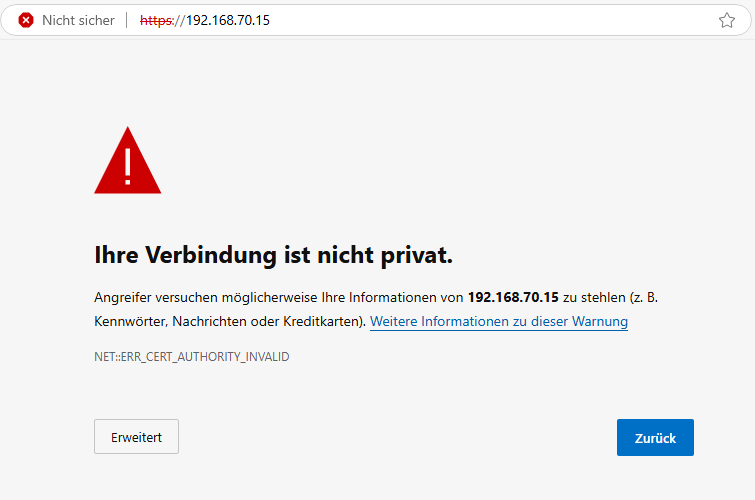 Nicht sicher | https://192.168.70.15
!
Ihre Verbindung ist nicht privat.
Angreifer versuchen möglicherweise Ihre Informationen von 192.168.70.15 zu stehlen (z. B.
Kennwörter, Nachrichten oder Kreditkarten). Weitere Informationen zu dieser Warnung
NET::ERR_CERT_AUTHORITY_INVALID
Erweitert
Zurück